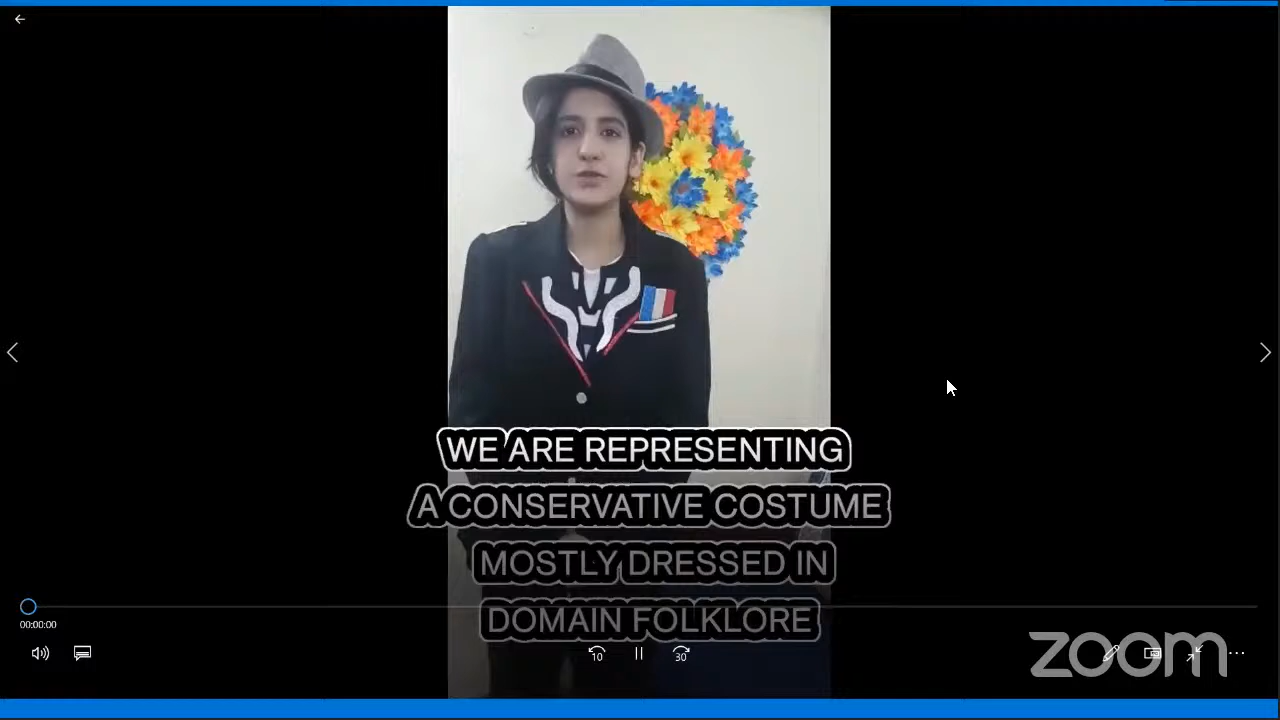 WE ARE REPRESENTING
A CONSERVATIVE COSTUME
MOSTLY DRESSED IN
DOMAIN FOLKLORE
00:00:00
10
30
zoom